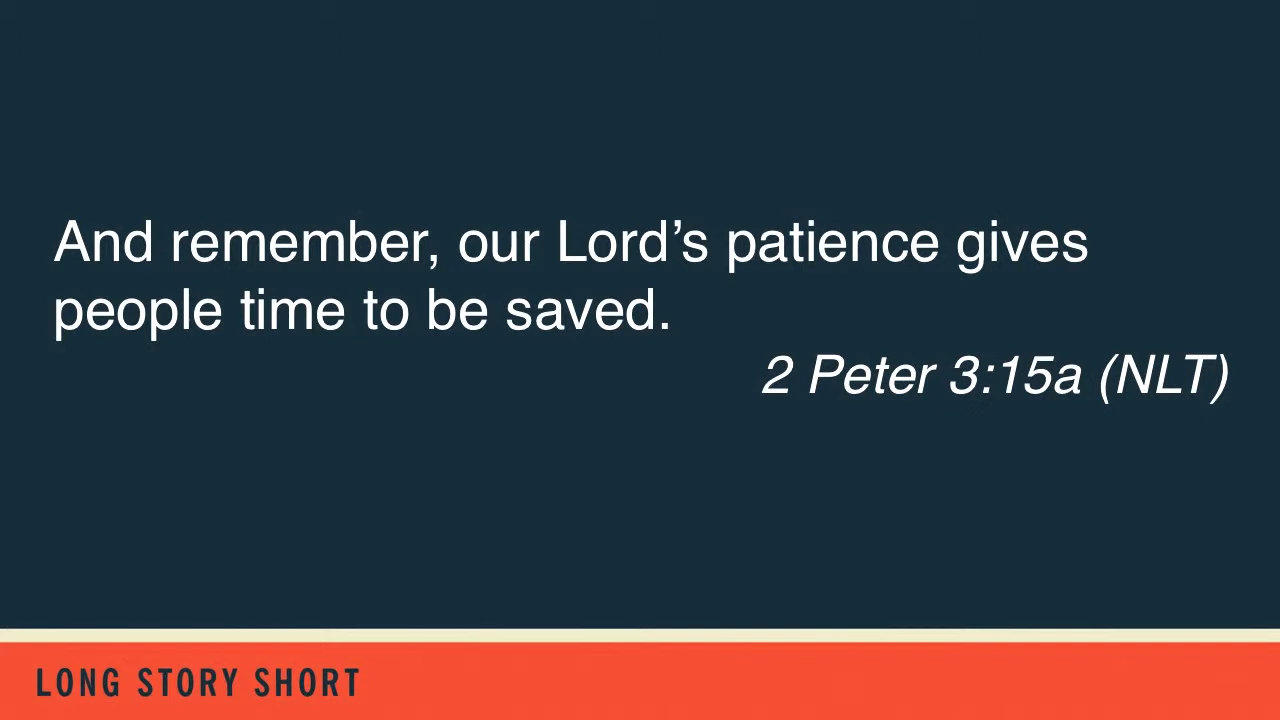 And remember, our Lord’s patience gives
people time to be saved.
2 Peter 3:15a (NLT)
LONG STORY SHORT